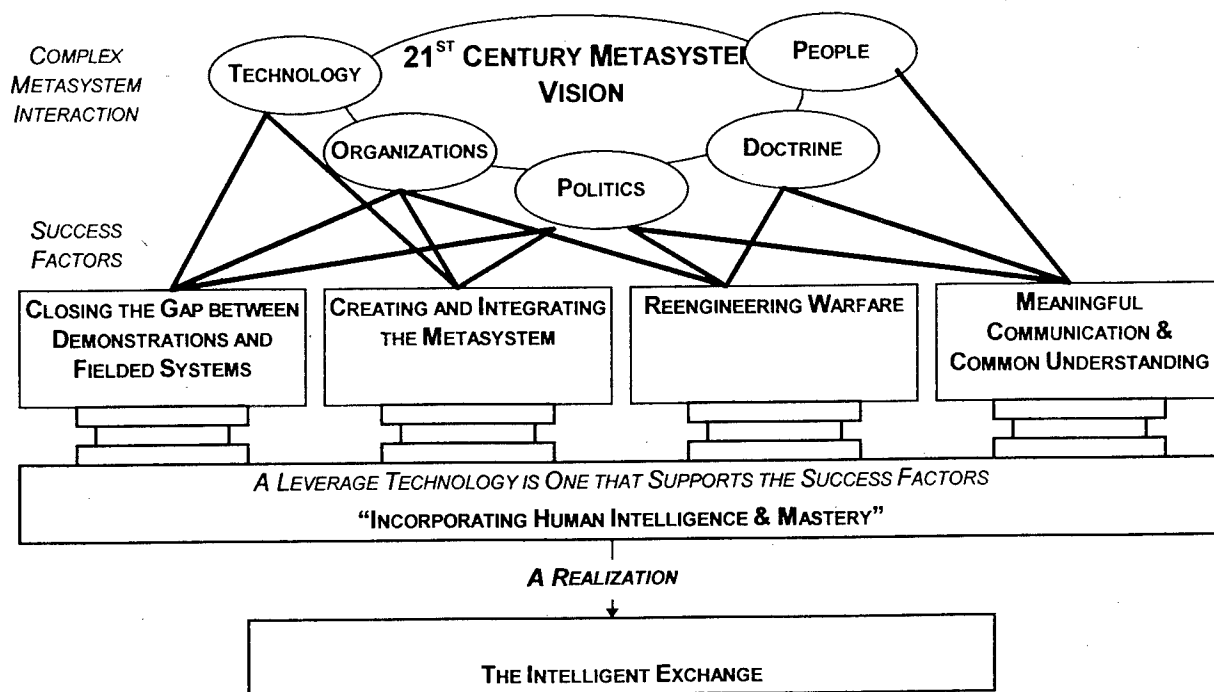 COMPLEX
METASYSTEM
INTERACTION
TECHNOLOGY
21ST CENTURY METASYSTEM
VISION
PEOPLE
ORGANIZATIONS
POLITICS
DOCTRINE
SUCCESS
FACTORS
CLOSING THE GAP BETWEEN
DEMONSTRATIONS AND
FIELDED SYSTEMS
CREATING AND INTEGRATING
THE METASYSTEM
REENGINEERING WARFARE
MEANINGFUL
COMMUNICATION &
COMMON UNDERSTANDING
A LEVERAGE TECHNOLOGY IS ONE THAT SUPPORTS THE SUCCESS FACTORS
“INCORPORATING HUMAN INTELLIGENCE & MASTERY”
A REALIZATION
THE INTELLIGENT EXCHANGE